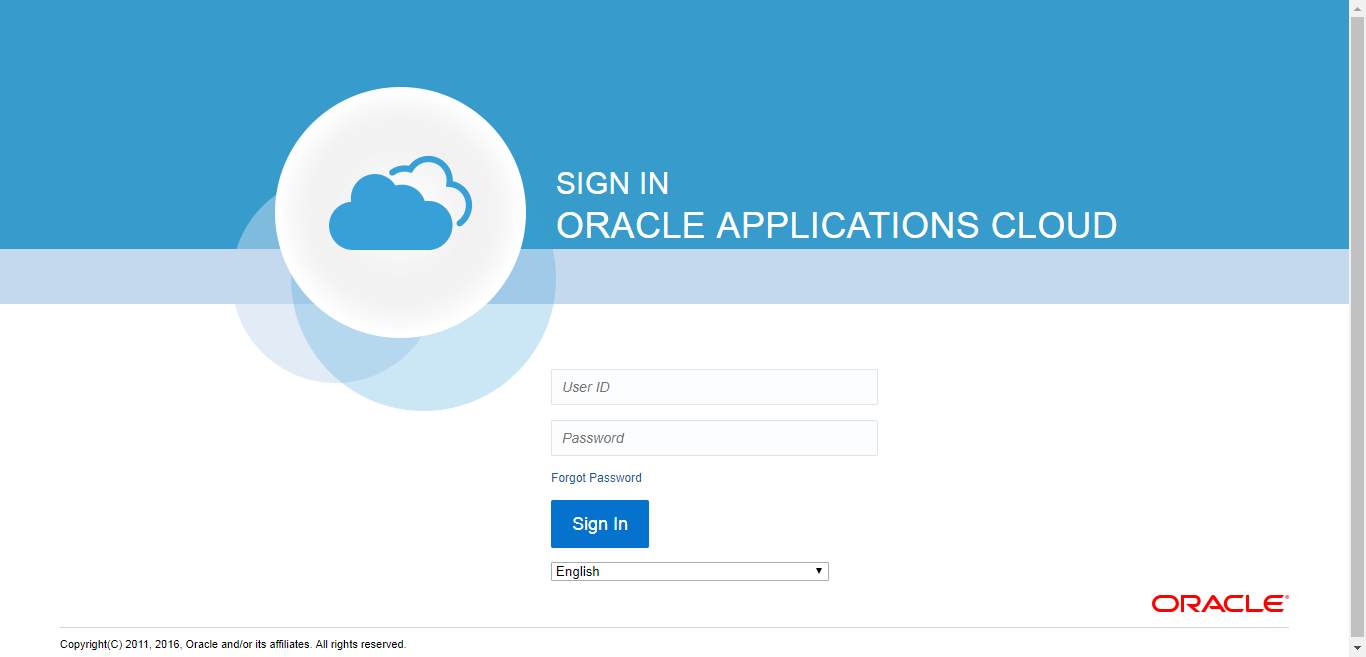 SIGN IN
ORACLE APPLICATIONS CLOUD
User ID
Password
Forgot Password
Sign In
English
ORACLE®
Copyright(C) 2011, 2016, Oracle and/or its affiliates. All rights reserved.